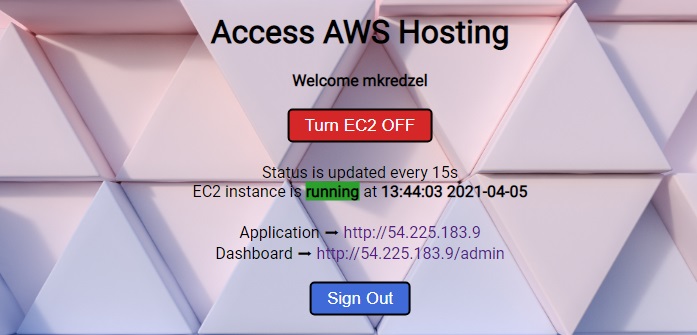 Access AWS Hosting
Welcome mkredzel
Turn EC2 OFF
Status is updated every 15s
EC2 instance is running at 13:44:03 2021-04-05
Application ➞ http://54.225.183.9
Dashboard ➞ http://54.225.183.9/admin
Sign Out